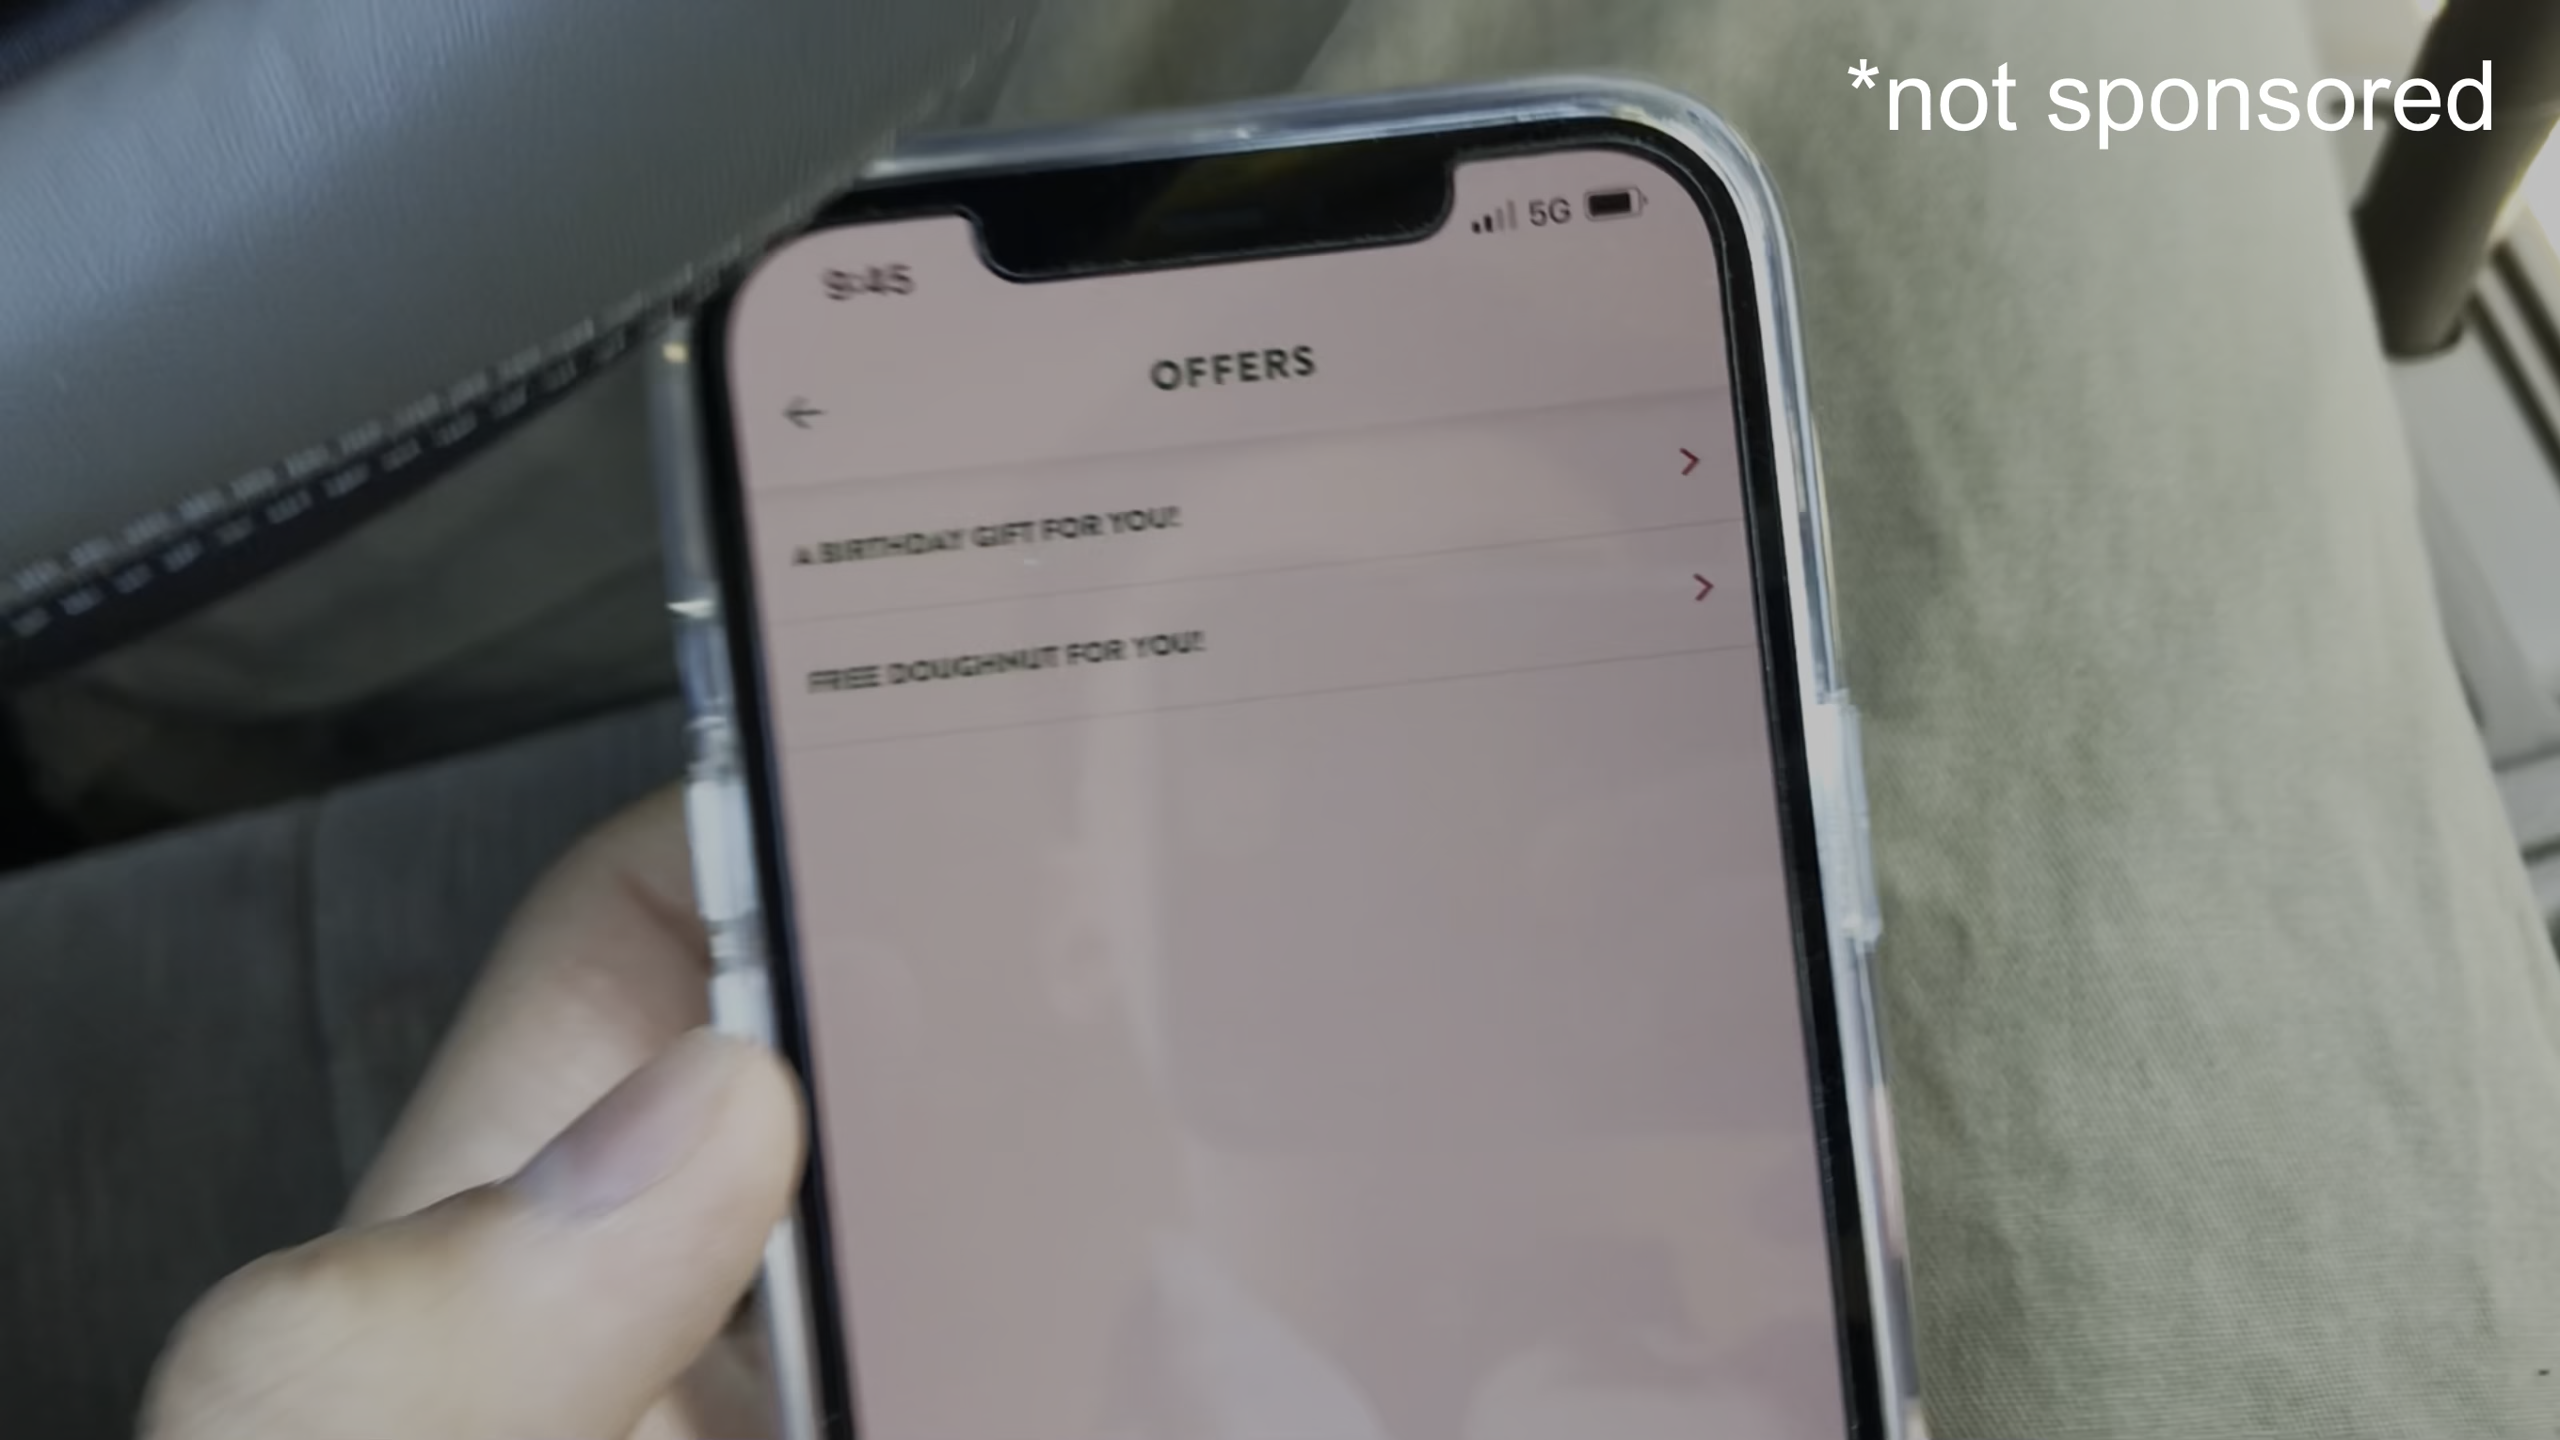 *not sponsored
9:45
5G
OFFERS
A BIRTHDAY GIFT FOR YOU!
FREE DOUGHNUT FOR YOU!